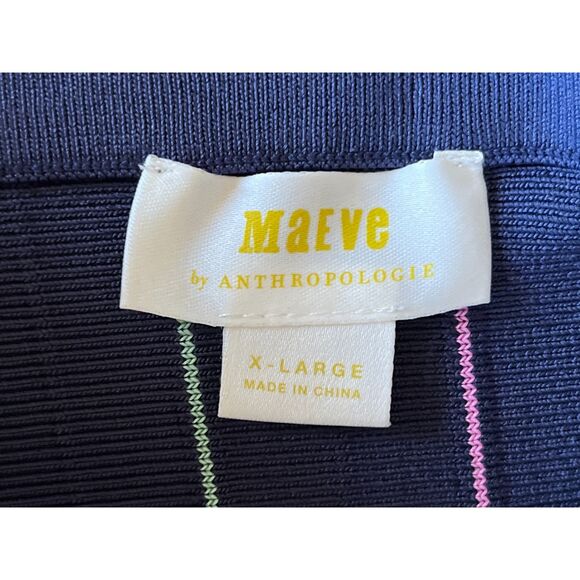 MaEVe
by ANTHROPOLOGIE
X-LARGE
MADE IN CHINA